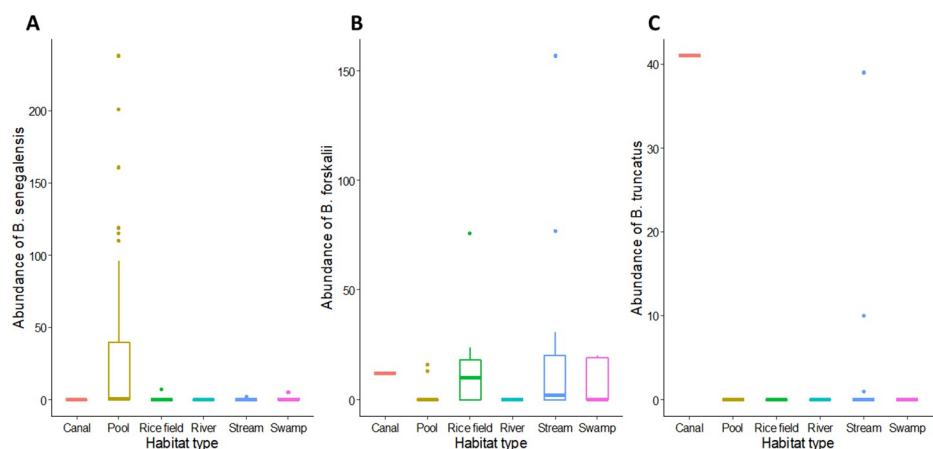 A
Abundance of B. senegalensis
200
150
100
50
0
Canal Pool Rice field River Stream Swamp
Habitat type
B
Abundance of B. forskalii
150
100
50
0
Canal Pool Rice field River Stream Swamp
Habitat type
C
Abundance of B. truncatus
40
30
20
10
0
Canal Pool Rice field River Stream Swamp
Habitat type